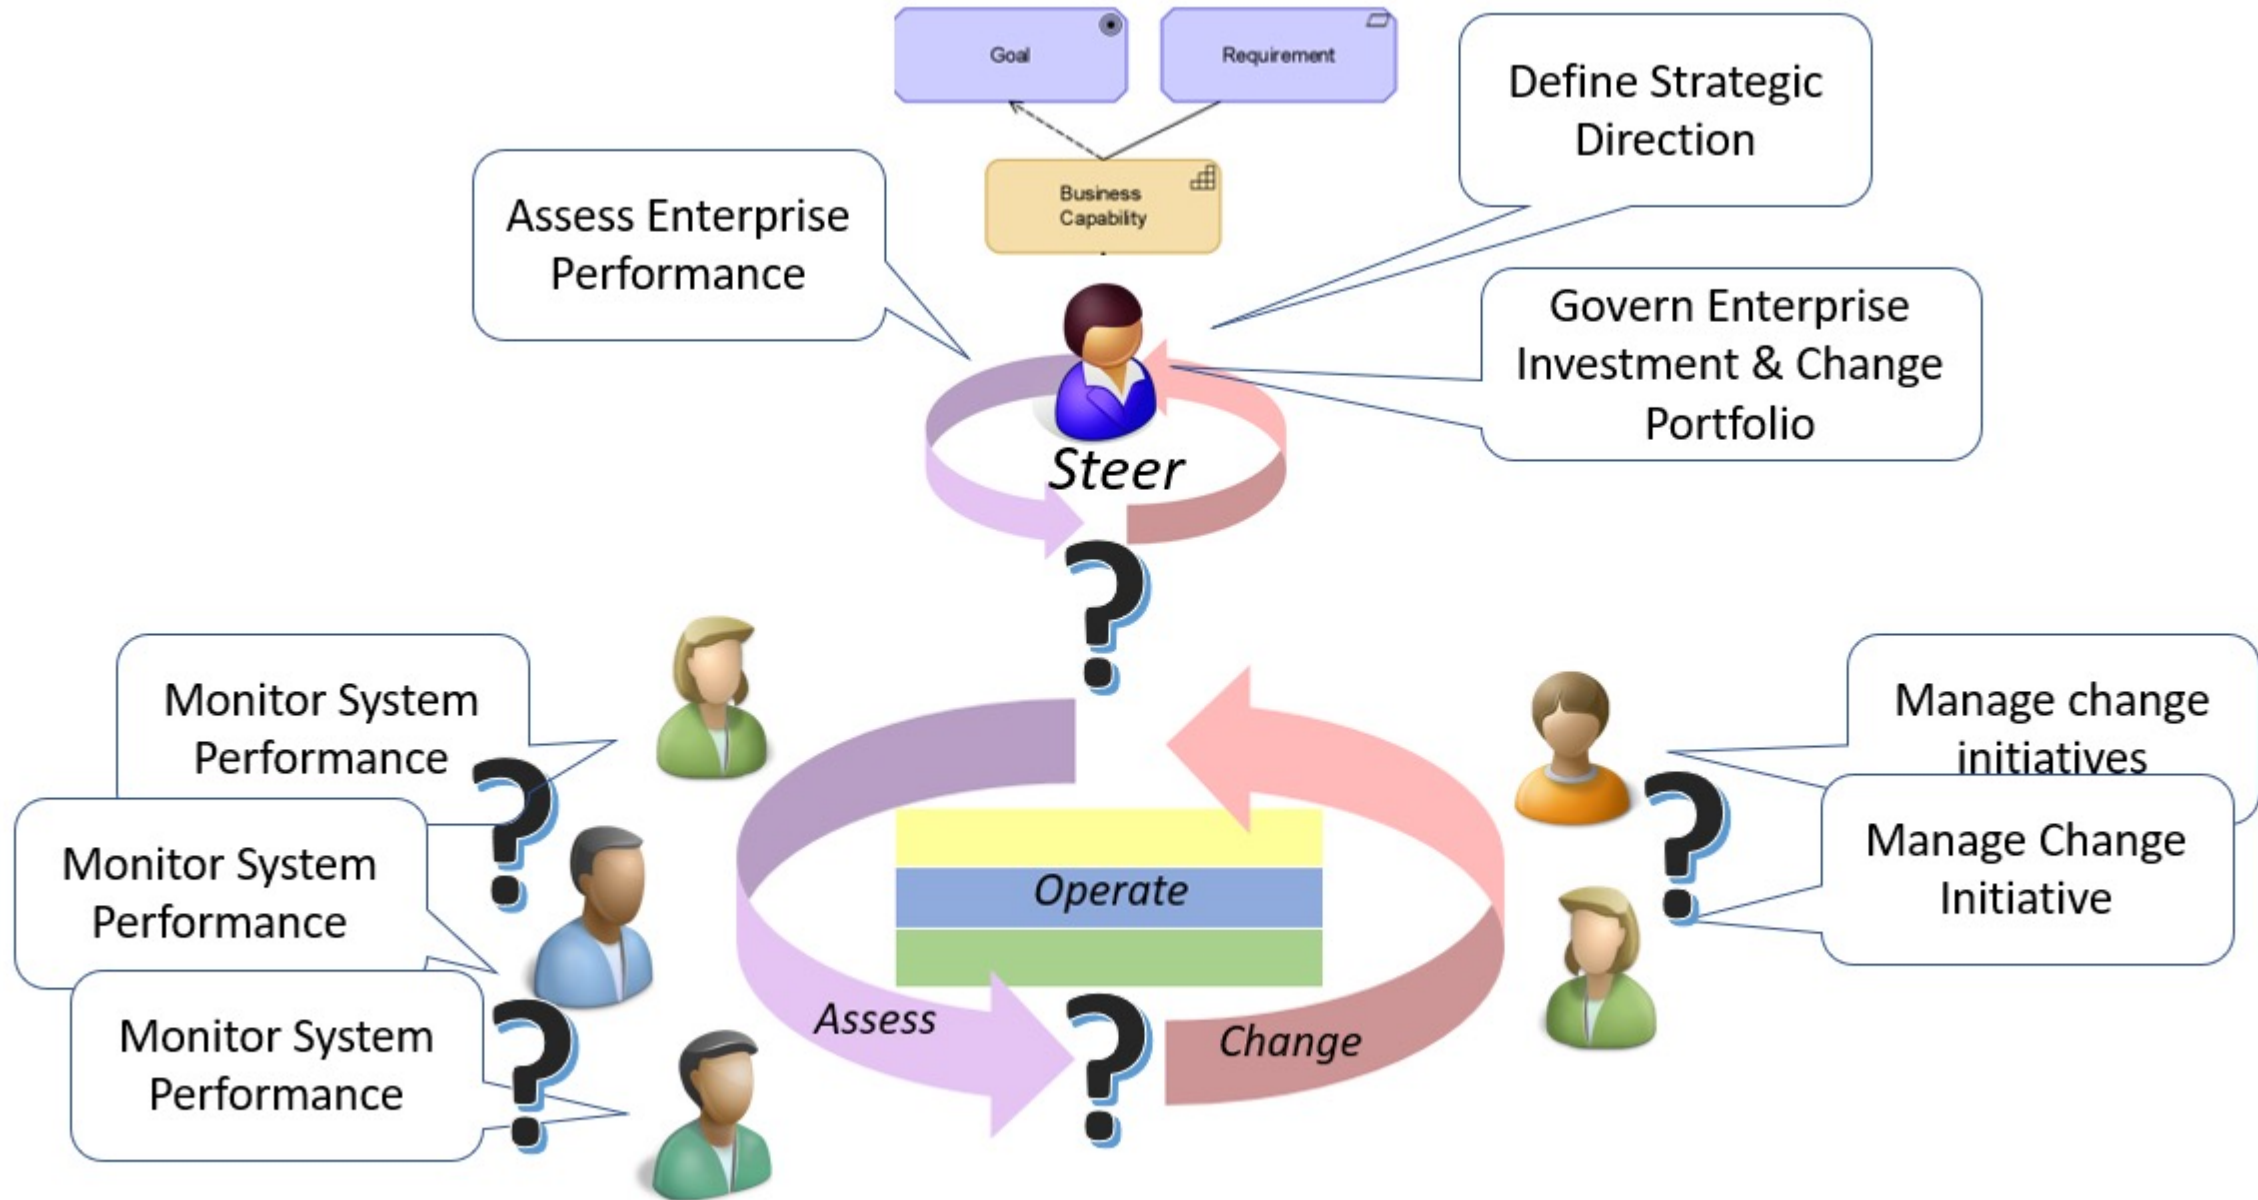 Goal
Requirement
Define Strategic
Direction
Business
Capability
Assess Enterprise
Performance
Govern Enterprise
Investment & Change
Portfolio
Steer
?
Monitor System
Performance
?
Monitor System
Performance
Monitor System
Performance
?
Manage change
initiatives
?
Manage Change
Initiative
Operate
Assess
?
Change